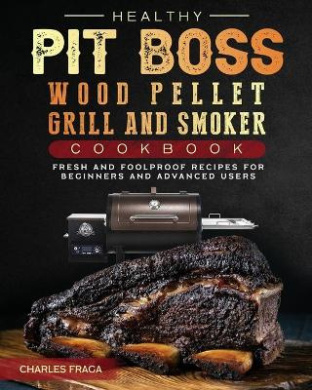 HEALTHY
PIT BOSS
WOOD PELLET
GRILL AND SMOKER
COOKBOOK
FRESH AND FOOLPROOF RECIPES FOR
BEGINNERS AND ADVANCED USERS
CHARLES FRAGA